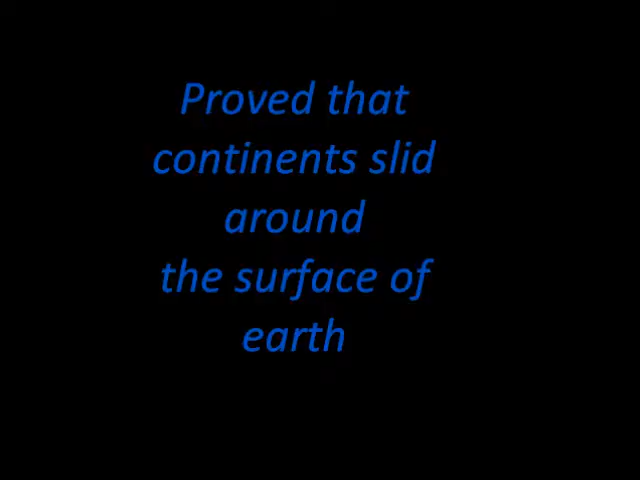 Proved that
continents slid
around
the surface of
earth